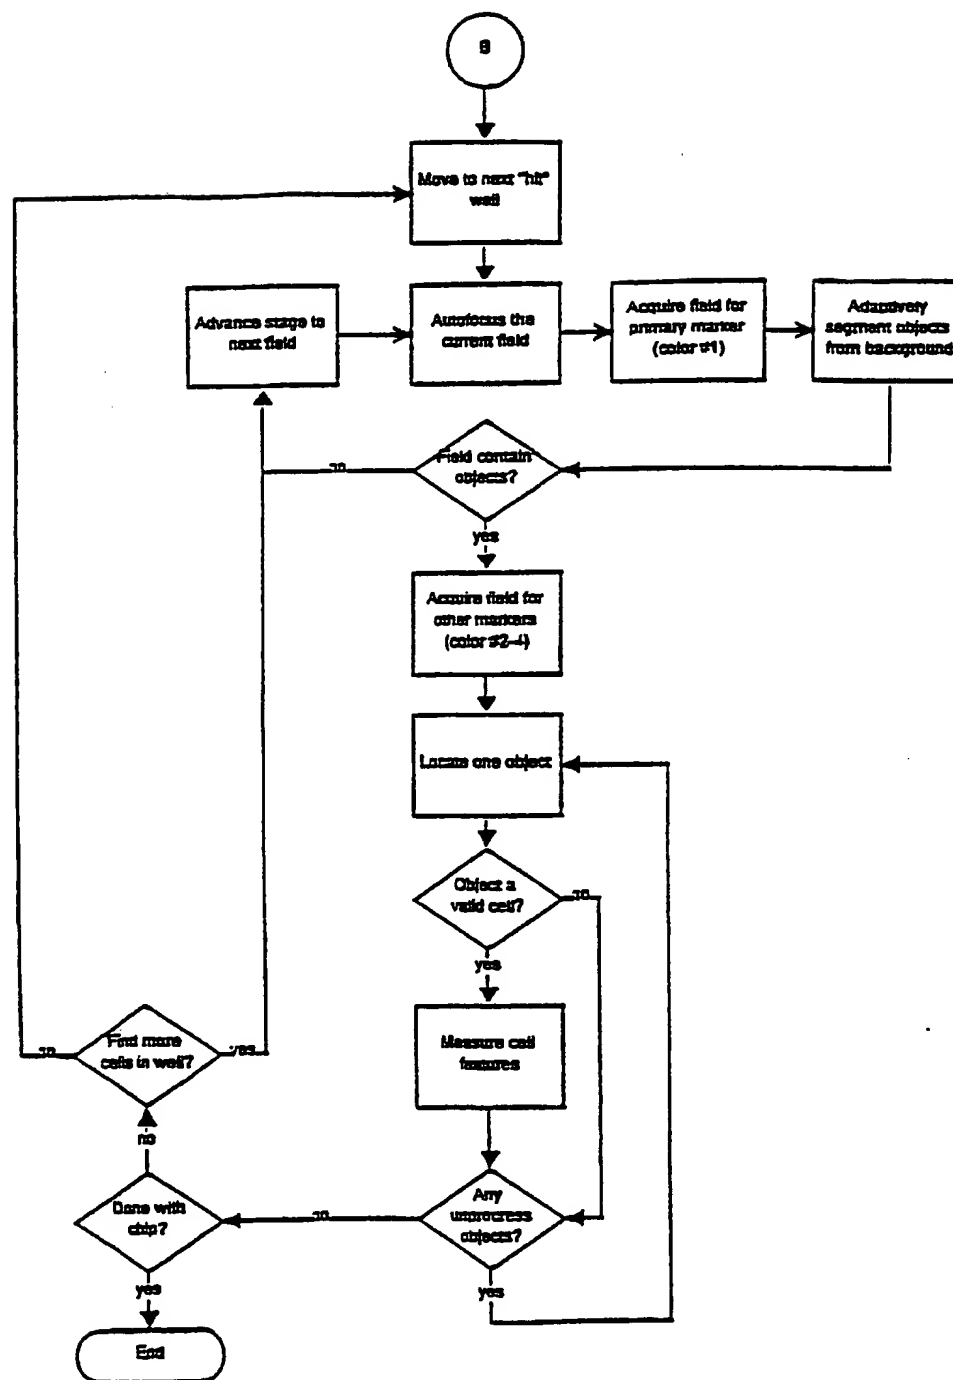 B
Move to next "hit"
well
Advance stage to
next field
Autofocus the
current field
Acquire field for
primary marker
(color #1)
Adaptively
segment objects
from background
no
Field contain
objects?
yes
Acquire field for
other markers
(color #2-4)
Locate one object
Object a
valid cell?
no
yes
Measure cell
features
no
Find more
cells in well?
yes
no
Done with
chip?
no
Any
unprocess
objects?
yes
yes
End